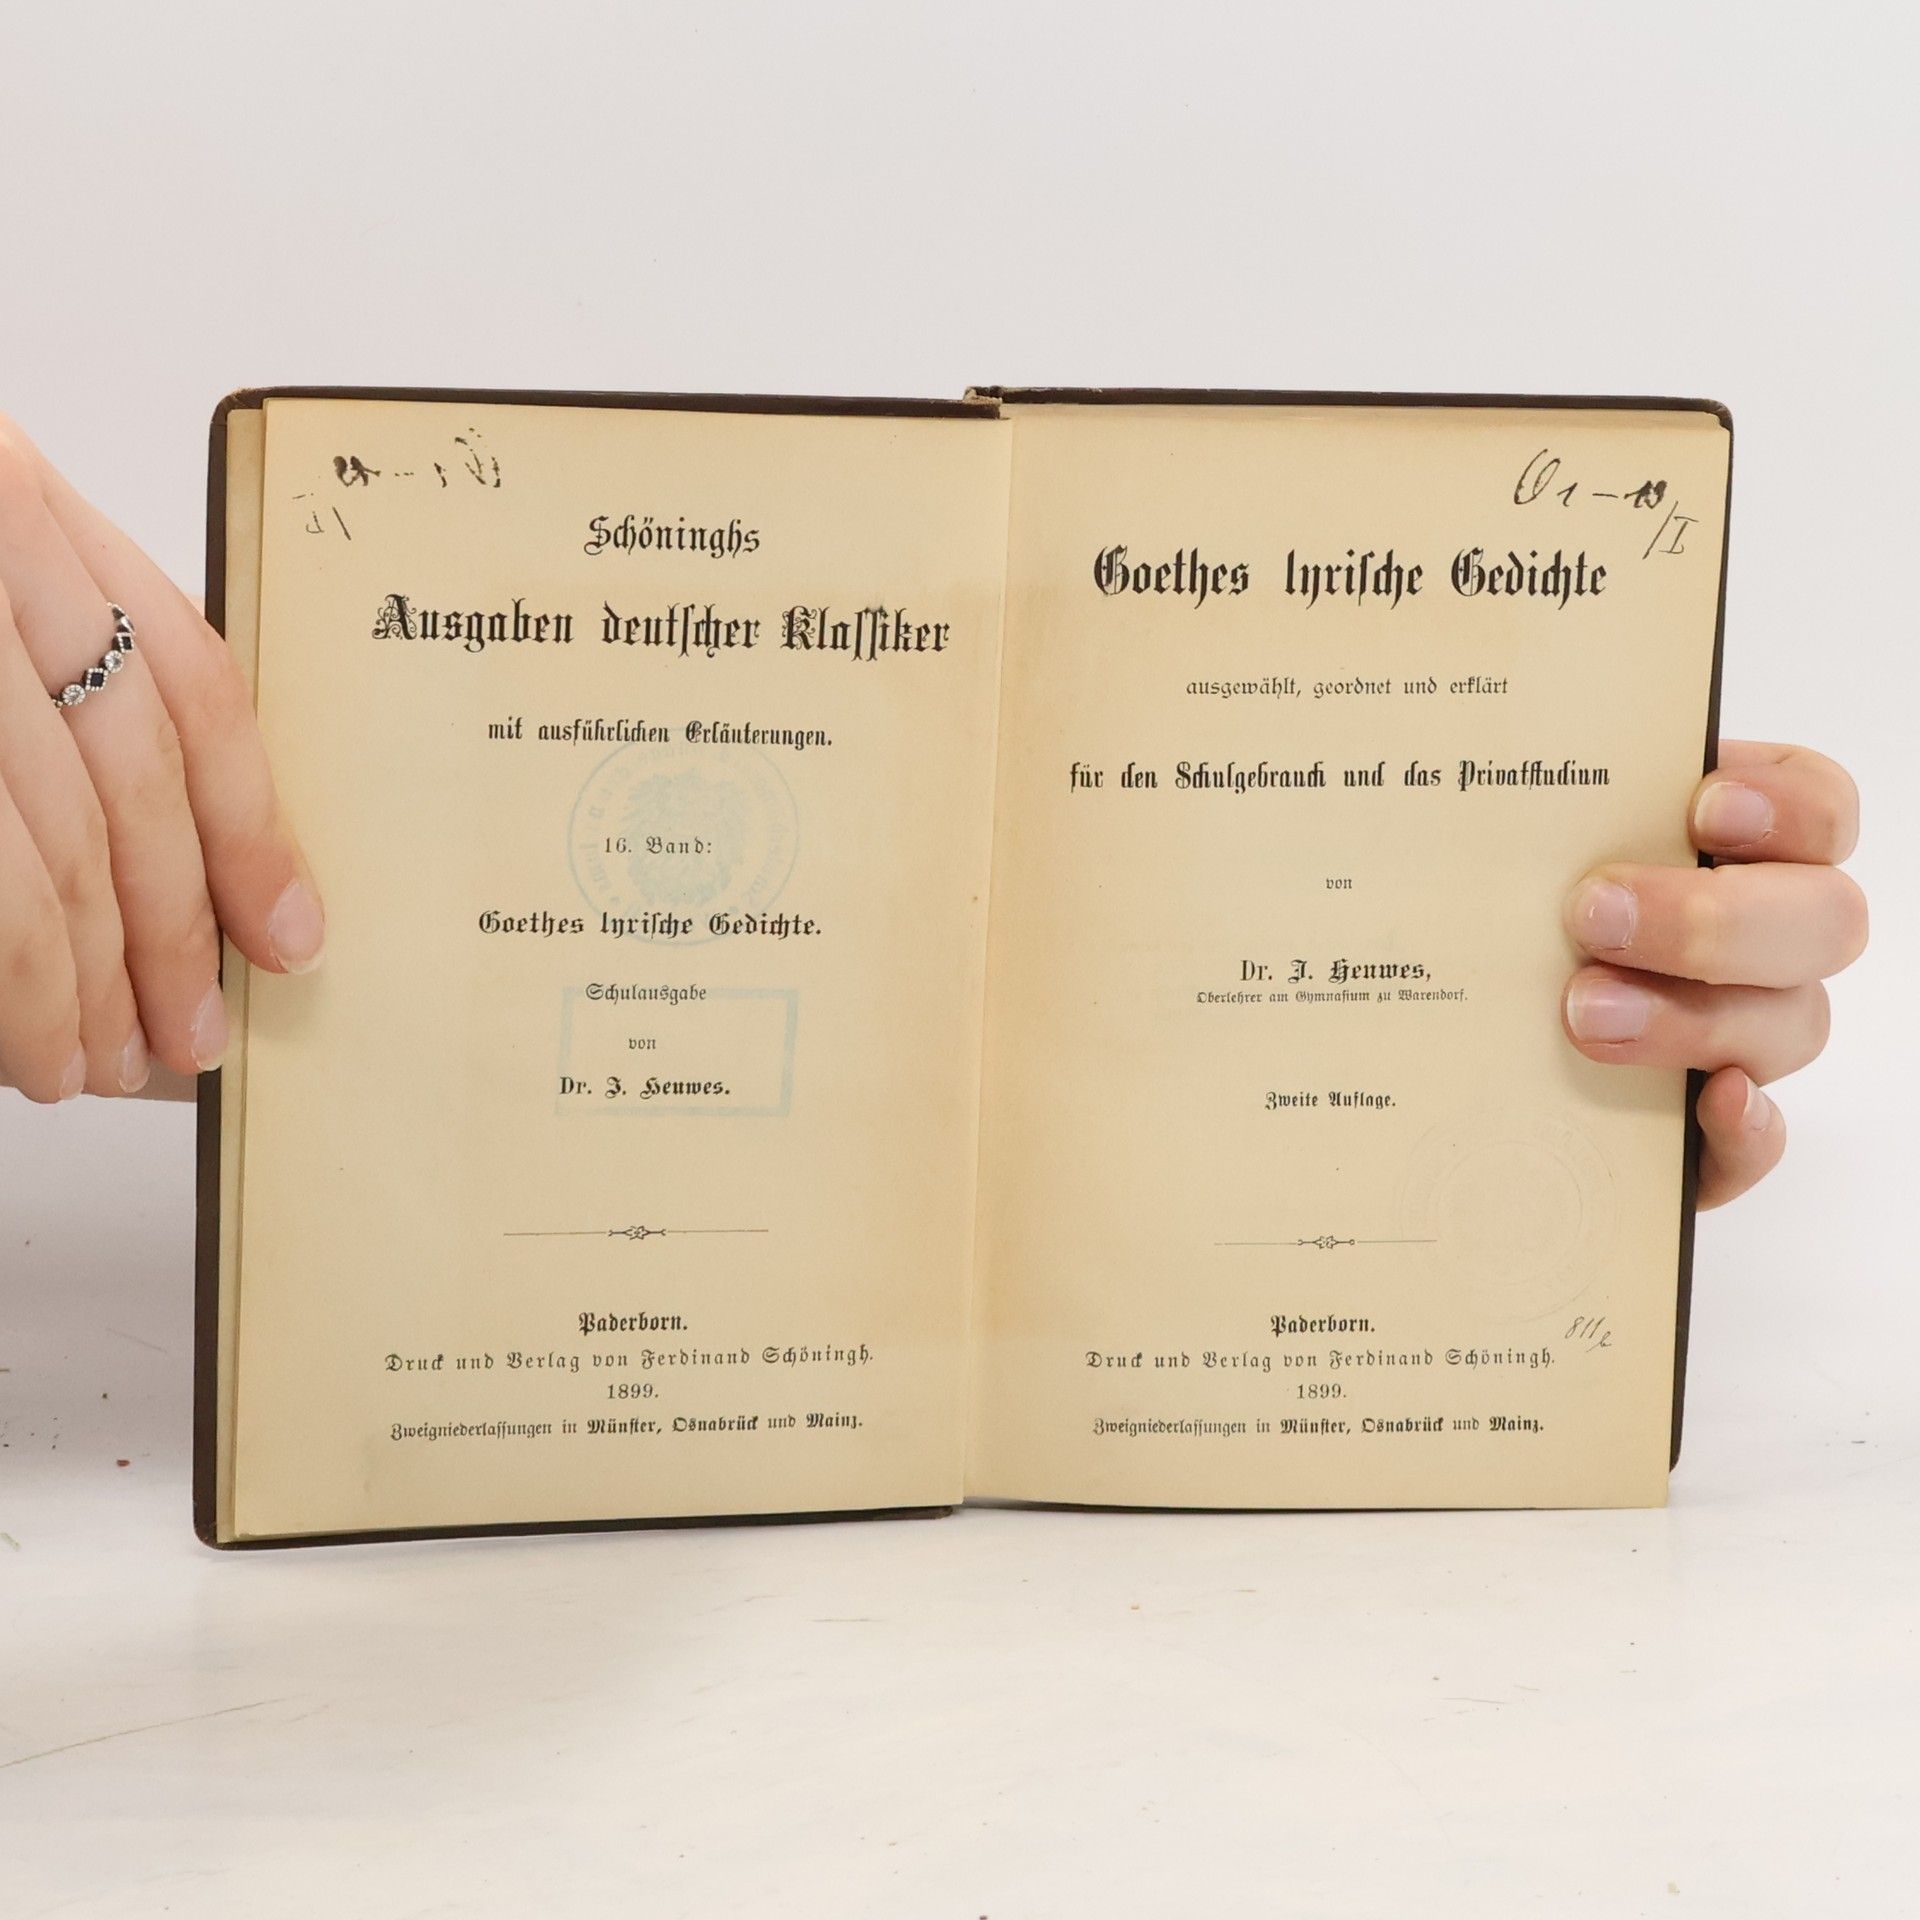 Schöninghs
Ausgaben deutſcher Klaſſiker
mit ausführlichen Erläuterungen.
16. Band:
Goethes lyriſche Gedichte.
Schulausgabe
von
Dr. J. Heuwes.
Paderborn.
Druck und Verlag von Ferdinand Schöningh.
1899.
Zweigniederlaſſungen in Münſter, Osnabrück und Mainz.
O1 – 19
/I
Goethes lyriſche Gedichte
ausgewählt, geordnet und erklärt
für den Schulgebrauch und das Privatſtudium
von
Dr. J. Heuwes,
Oberlehrer am Gymnaſium zu Warendorf.
Zweite Auflage.
Paderborn.
811
Druck und Verlag von Ferdinand Schöningh.
1899.
Zweigniederlaſſungen in Münſter, Osnabrück und Mainz.